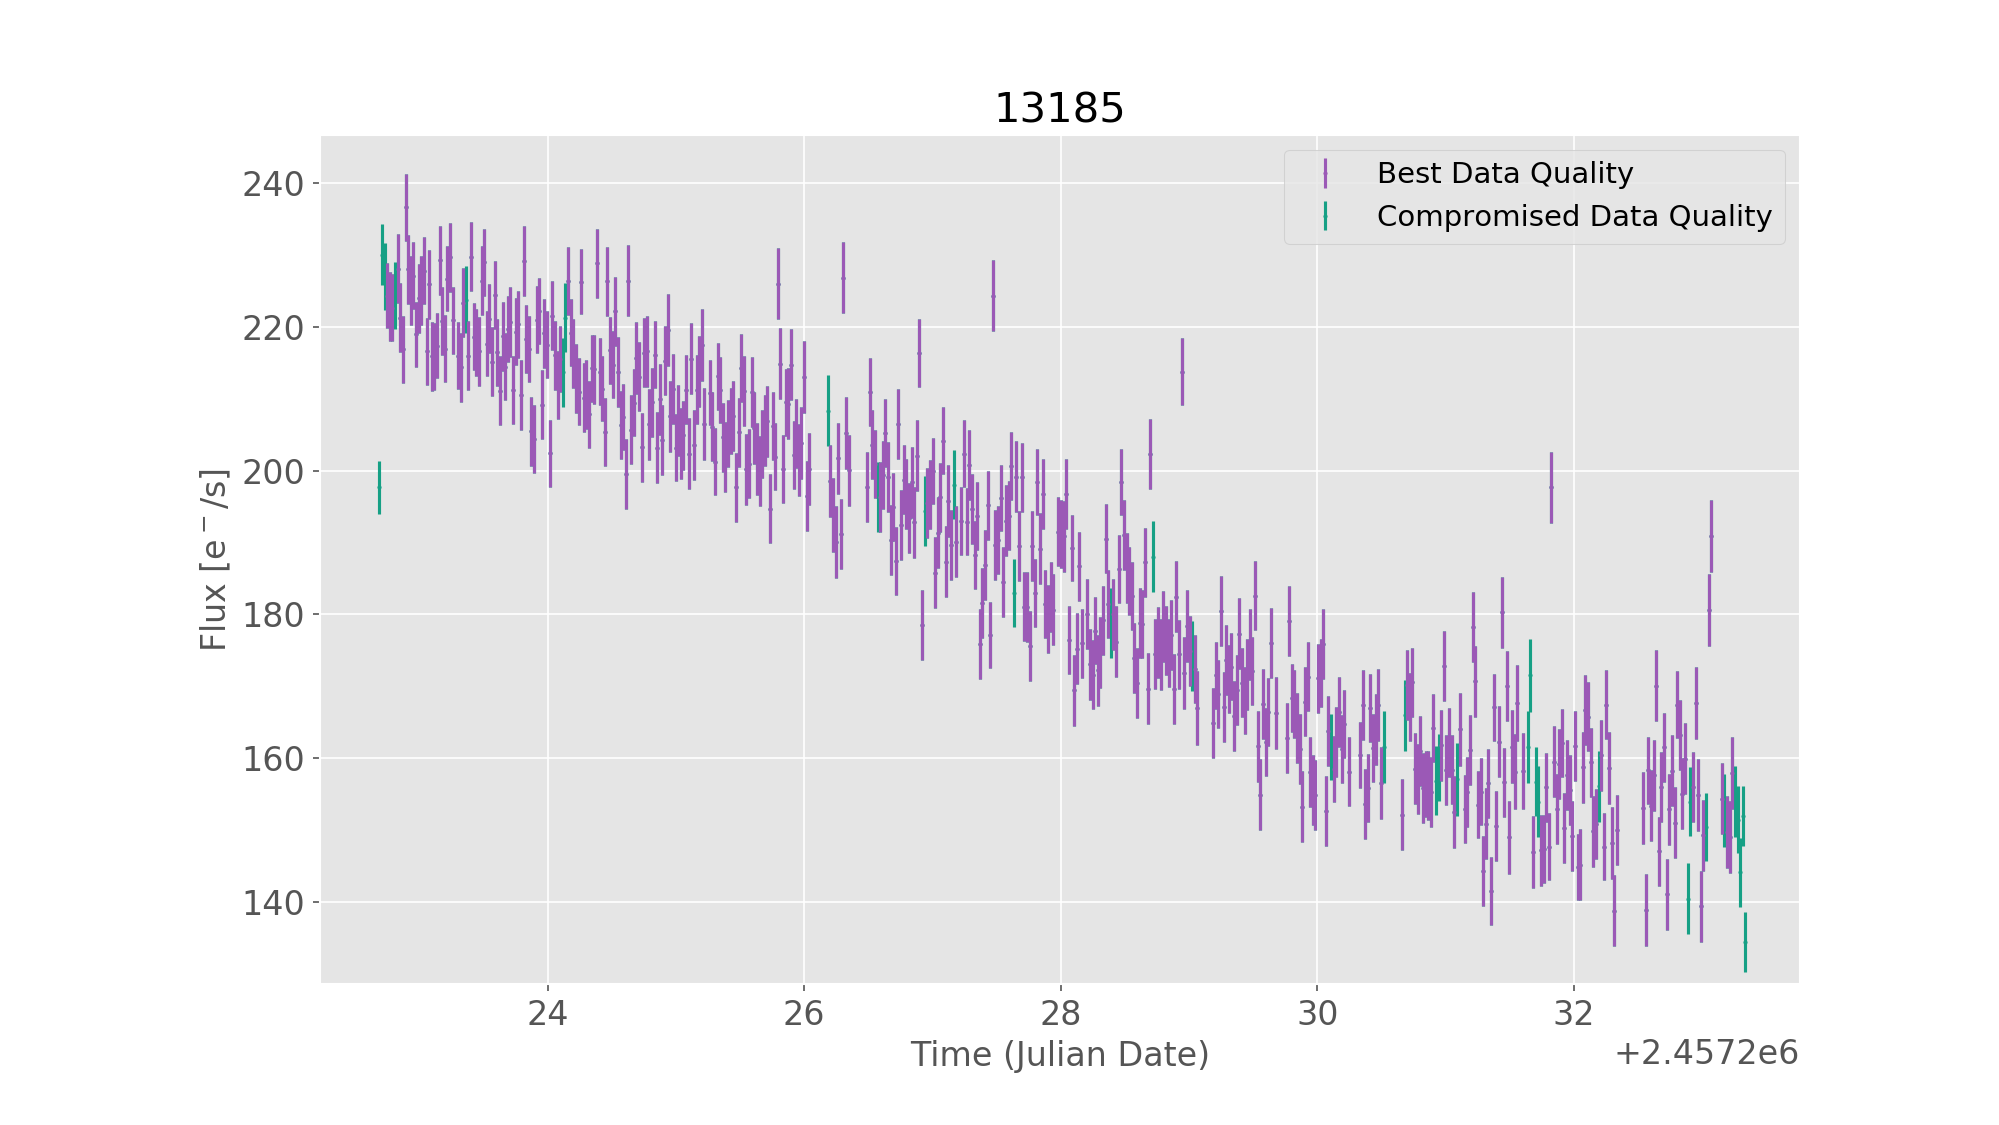 13185
Best Data Quality
Compromised Data Quality
240
220
200
180
160
140
Flux [e⁻/s]
24 26 28 30 32
Time (Julian Date)
+2.4572e6